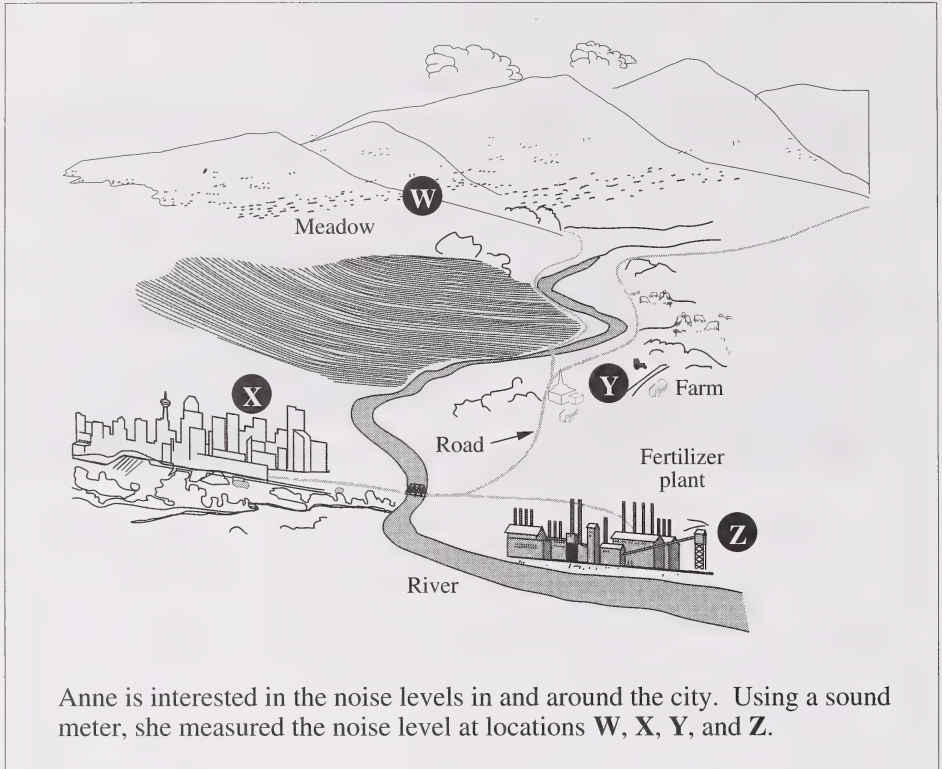 W
Meadow
X
Y
Farm
Road
Fertilizer
plant
Z
River
Anne is interested in the noise levels in and around the city. Using a sound
meter, she measured the noise level at locations W, X, Y, and Z.